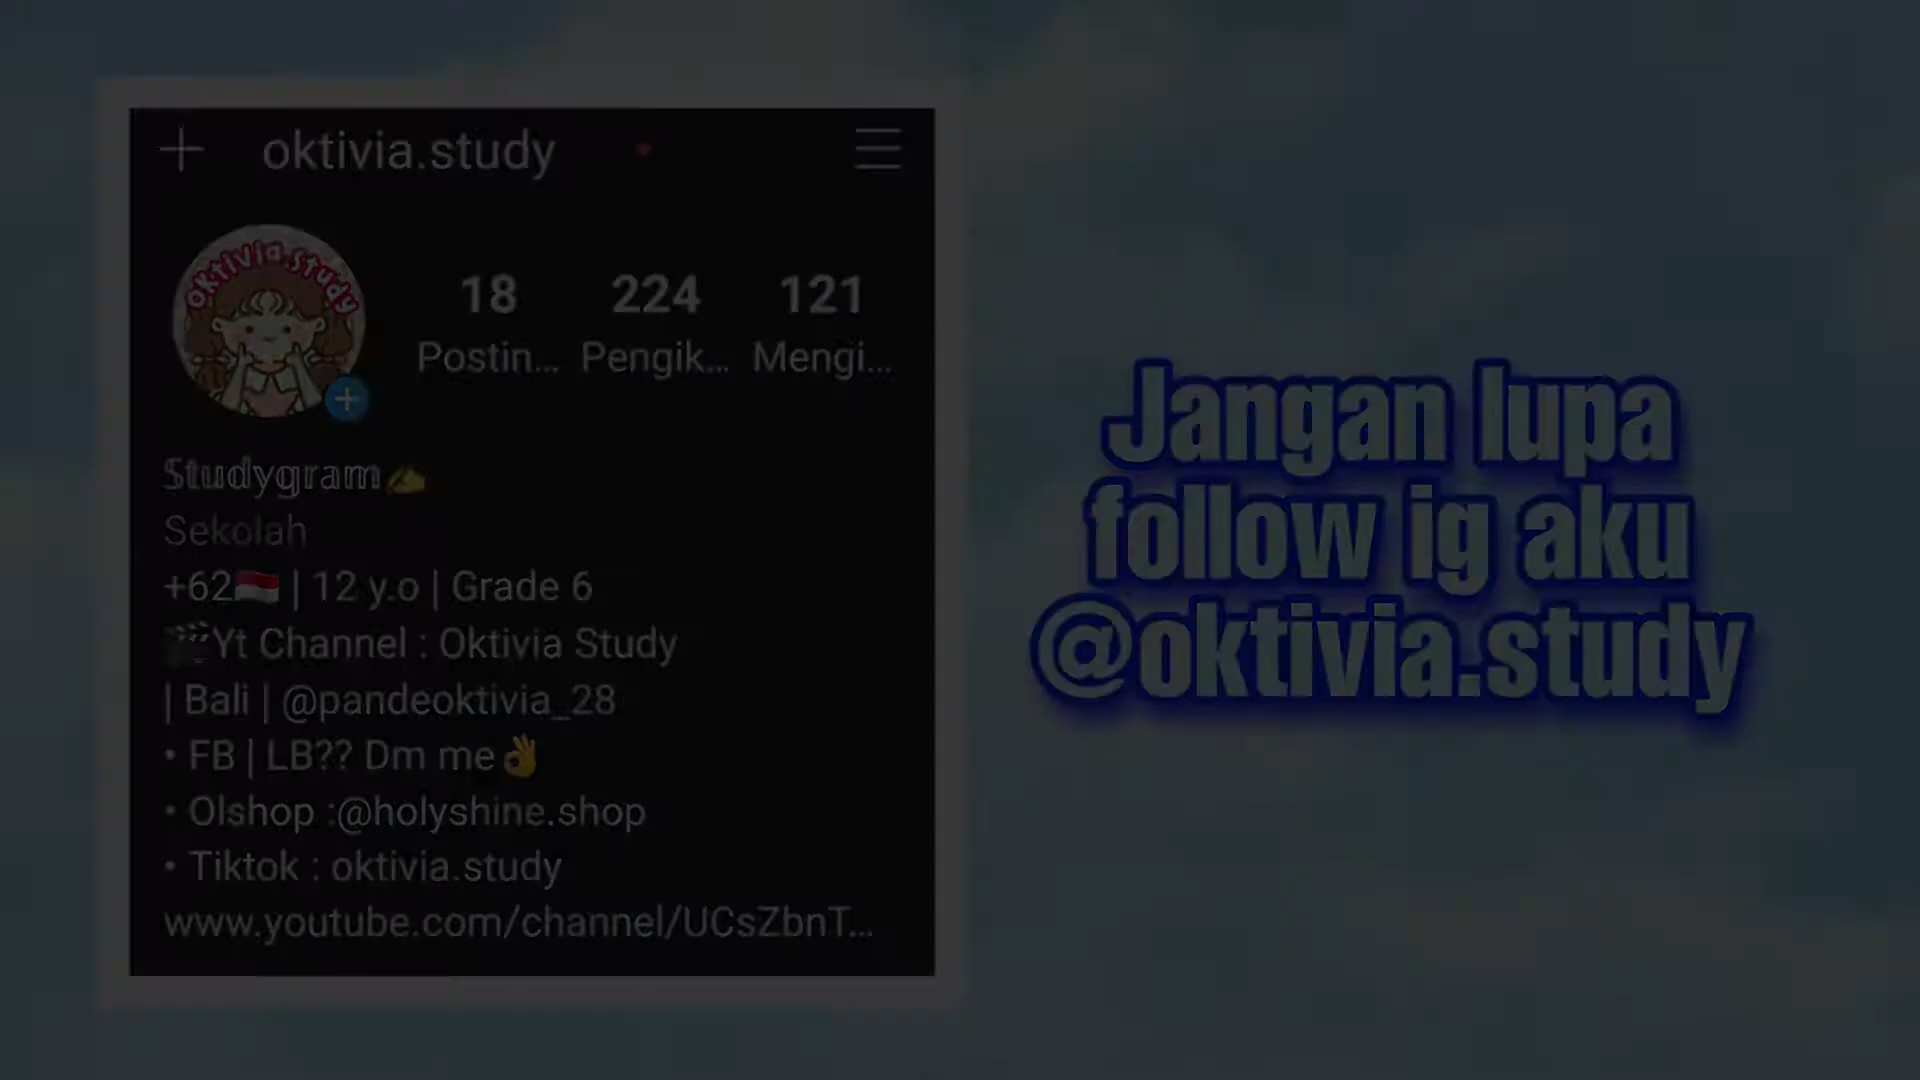 oktivia.study
oktivia.study
18 224 121
Postin... Pengik... Mengi...
𝕊𝕥𝕦𝕕𝕪𝕘𝕣𝕒𝕞✍️
Sekolah
+62🇮🇩 | 12 y.o | Grade 6
🎬Yt Channel : Oktivia Study
| Bali | @pandeoktivia_28
• FB | LB?? Dm me👌
• Olshop :@holyshine.shop
• Tiktok : oktivia.study
www.youtube.com/channel/UCsZbnT...
Jangan lupa
follow ig aku
@oktivia.study